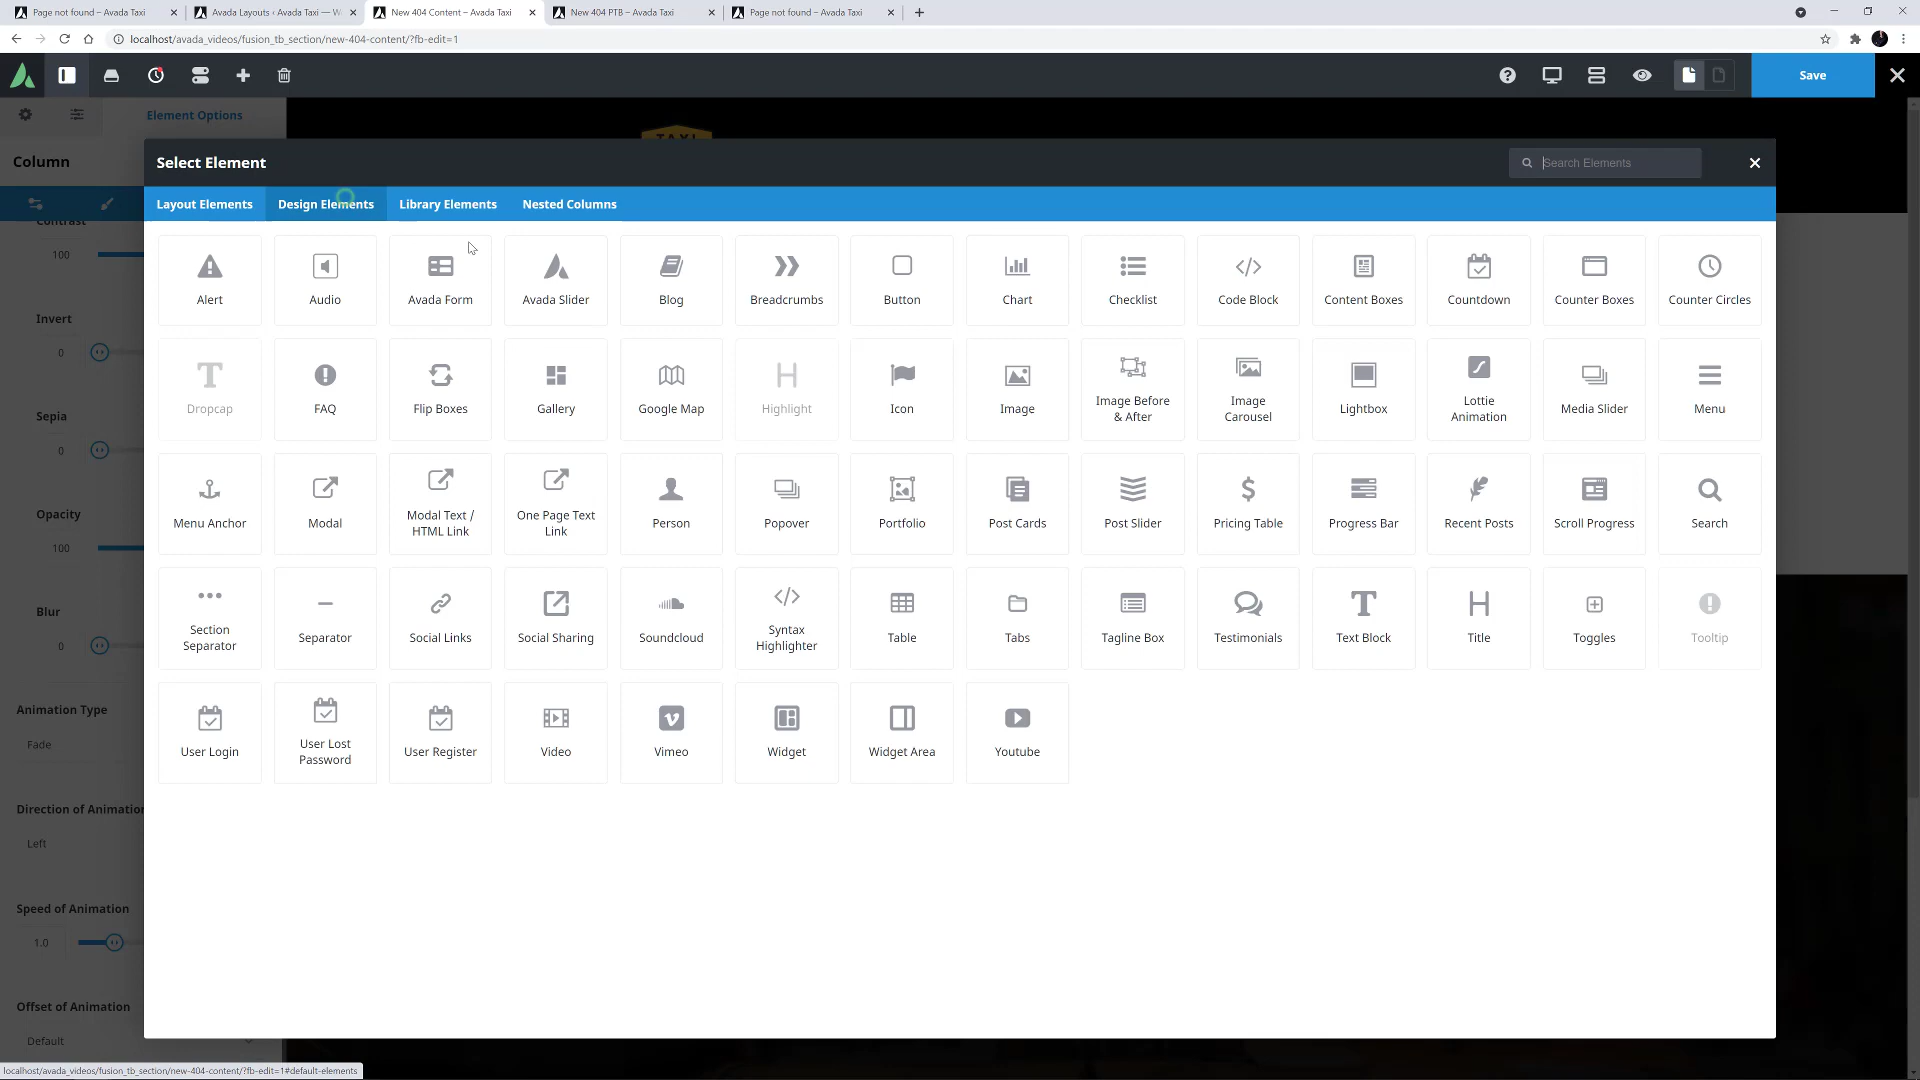 Page not found – Avada Taxi
Avada Layouts ‹ Avada Taxi — W
New 404 Content – Avada Taxi
New 404 PTB – Avada Taxi
Page not found – Avada Taxi
localhost/avada_videos/fusion_tb_section/new-404-content/?fb-edit=1
Save
Element Options
TAXI
Column
Select Element
Search Elements
Layout Elements
Design Elements
Library Elements
Nested Columns
Contrast
100
Invert
0
Sepia
0
Opacity
100
Blur
0
Animation Type
Fade
Direction of Animation
Left
Speed of Animation
1.0
Offset of Animation
Default
Alert
Audio
Avada Form
Avada Slider
Blog
Breadcrumbs
Button
Chart
Checklist
Code Block
Content Boxes
Countdown
Counter Boxes
Counter Circles
Dropcap
FAQ
Flip Boxes
Gallery
Google Map
Highlight
Icon
Image
Image Before
& After
Image
Carousel
Lightbox
Lottie
Animation
Media Slider
Menu
Menu Anchor
Modal
Modal Text /
HTML Link
One Page Text
Link
Person
Popover
Portfolio
Post Cards
Post Slider
Pricing Table
Progress Bar
Recent Posts
Scroll Progress
Search
Section
Separator
Separator
Social Links
Social Sharing
Soundcloud
Syntax
Highlighter
Table
Tabs
Tagline Box
Testimonials
Text Block
Title
Toggles
Tooltip
User Login
User Lost
Password
User Register
Video
Vimeo
Widget
Widget Area
Youtube
localhost/avada_videos/fusion_tb_section/new-404-content/?fb-edit=1#default-elements